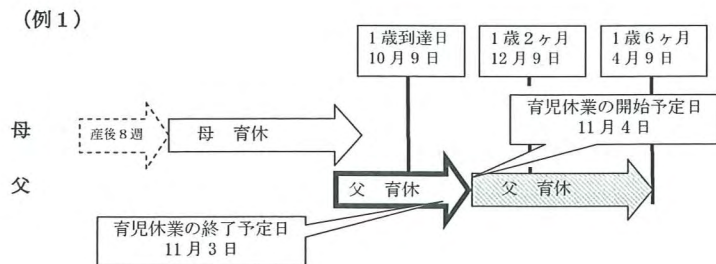 (例1)
1歳到達日
10月9日
1歳2ヶ月
12月9日
1歳6ヶ月
4月9日
育児休業の開始予定日
11月4日
母
産後8週
母 育休
父
父 育休
父 育休
育児休業の終了予定日
11月3日